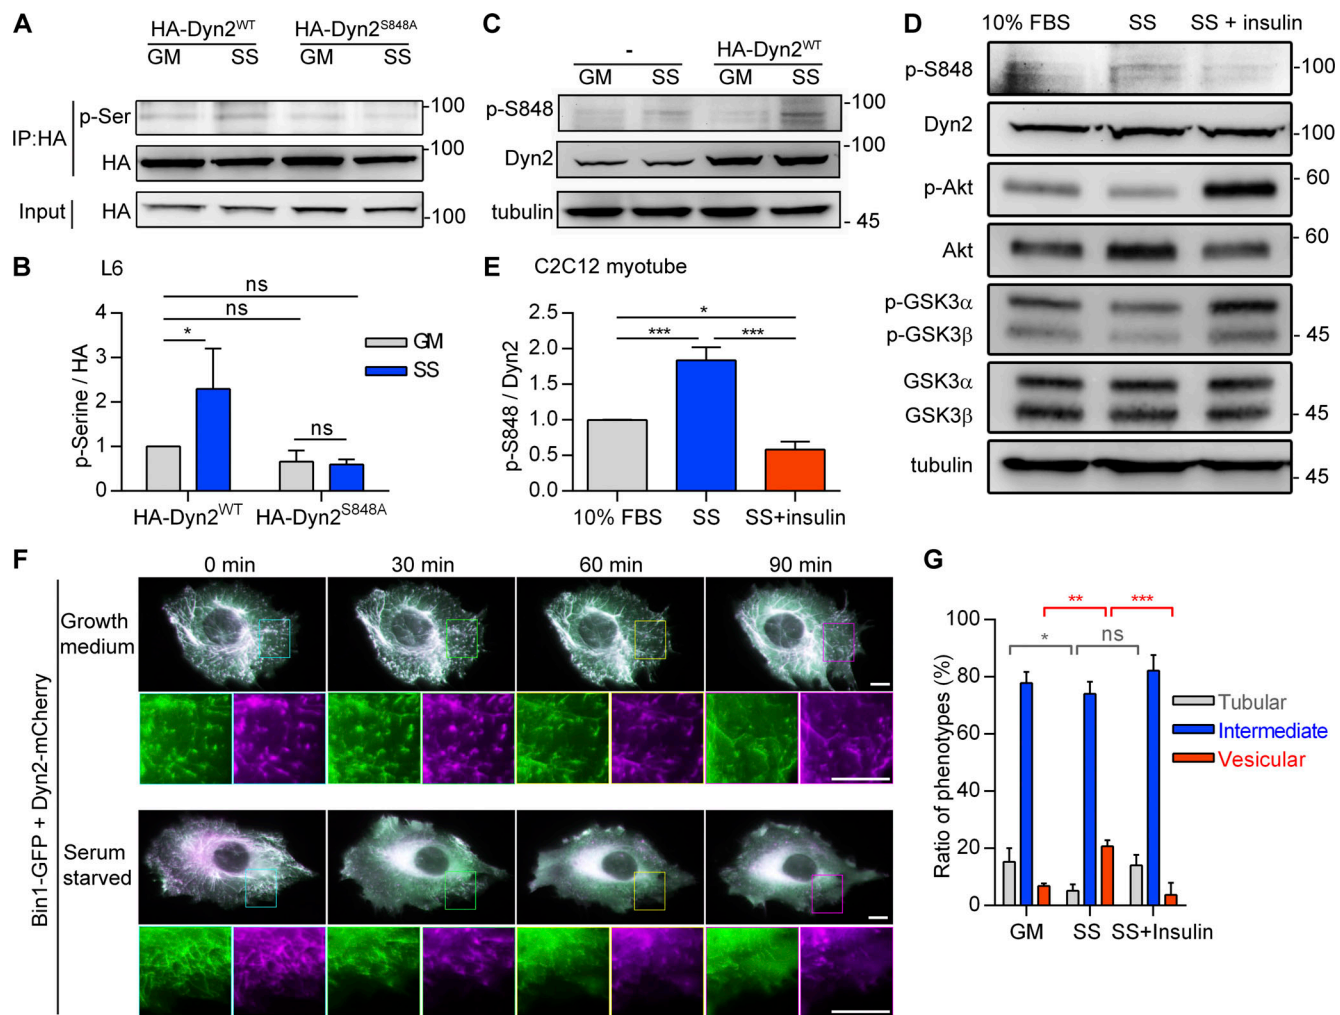 A
HA-Dyn2WT HA-Dyn2S848A
GM SS GM SS
IP:HA
p-Ser
-100
HA
-100
Input
HA
-100
B
L6
ns
ns
*
ns
GM
SS
p-Serine / HA
4
3
2
1
0
HA-Dyn2WT HA-Dyn2S848A
C
- HA-Dyn2WT
GM SS GM SS
p-S848
-100
Dyn2
-100
tubulin
- 45
E
C2C12 myotube
*
*** ***
p-S848 / Dyn2
2.5
2.0
1.5
1.0
0.5
0.0
10% FBS SS SS+insulin
D
10% FBS SS SS + insulin
p-S848
- 100
Dyn2
- 100
p-Akt
- 60
Akt
- 60
p-GSK3α
p-GSK3β
- 45
GSK3α
GSK3β
- 45
tubulin
- 45
F
0 min 30 min 60 min 90 min
Bin1-GFP + Dyn2-mCherry
Growth
medium
Serum
starved
G
** ***
* ns
Ratio of phenotypes (%)
100
80
60
40
20
0
Tubular
Intermediate
Vesicular
GM SS SS+Insulin